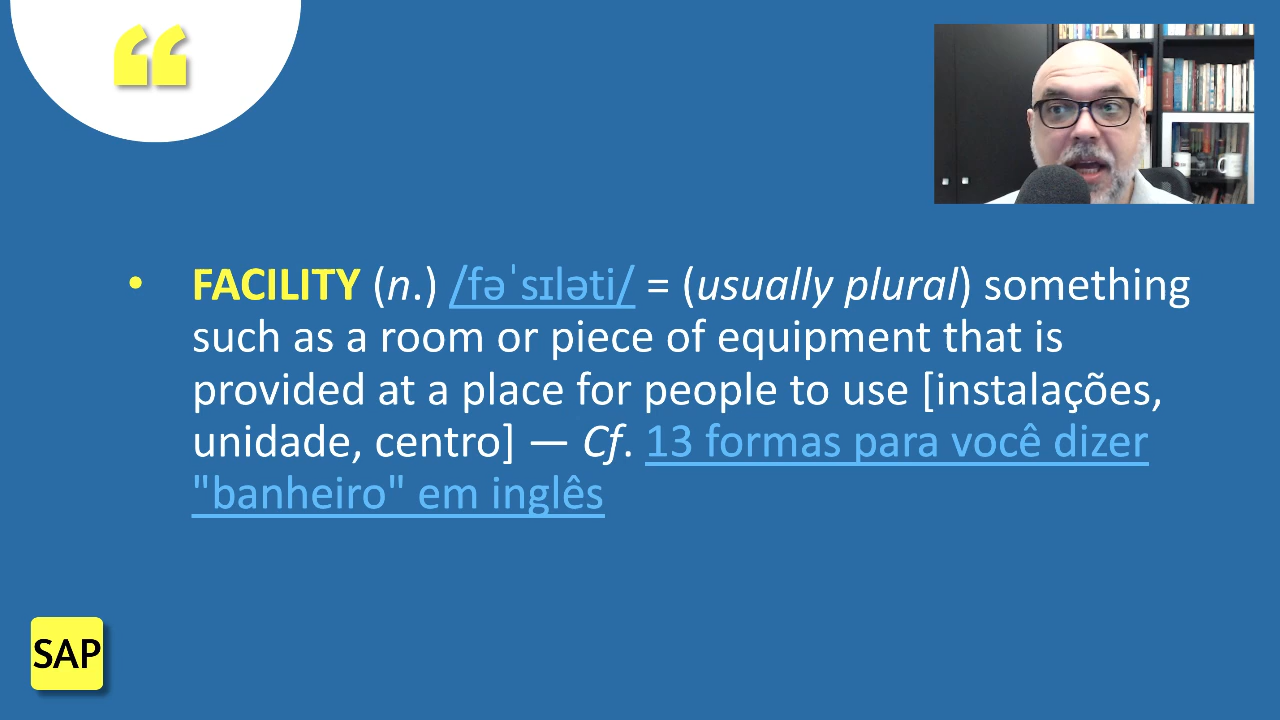 “
• FACILITY (n.) /fəˈsɪləti/ = (usually plural) something
such as a room or piece of equipment that is
provided at a place for people to use [instalações,
unidade, centro] — Cf. 13 formas para você dizer
"banheiro" em inglês
SAP